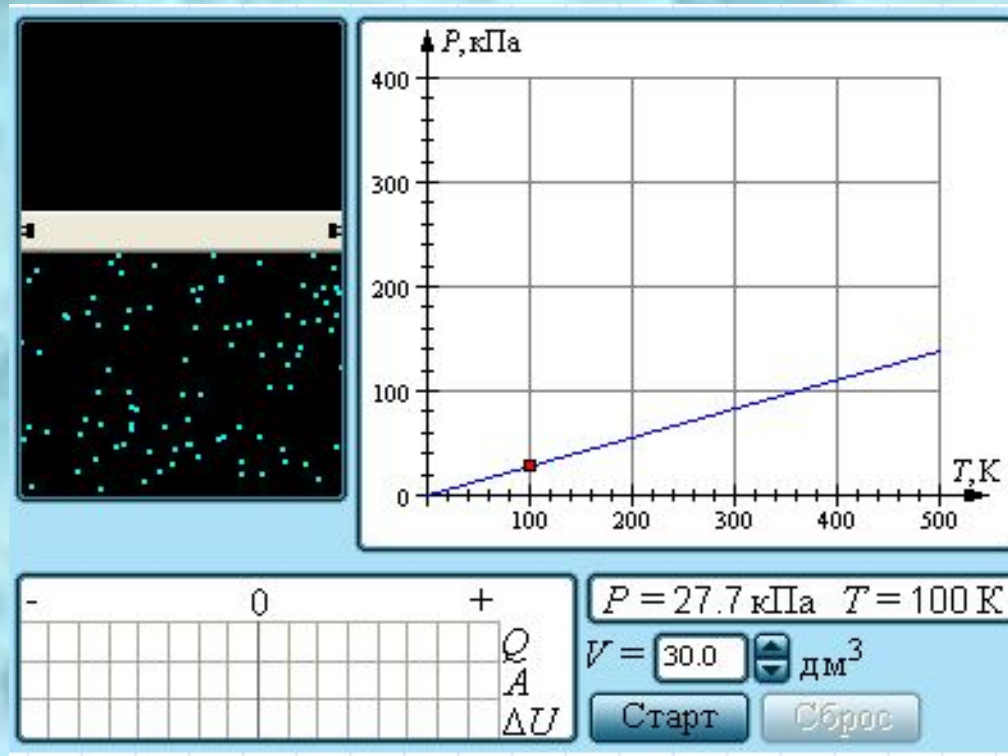 P, кПа
400
300
200
100
0
100 200 300 400 500
T, К
- 0 +
Q
A
ΔU
P = 27.7 кПа T = 100 К
V = 30.0 дм³
Старт Сброс